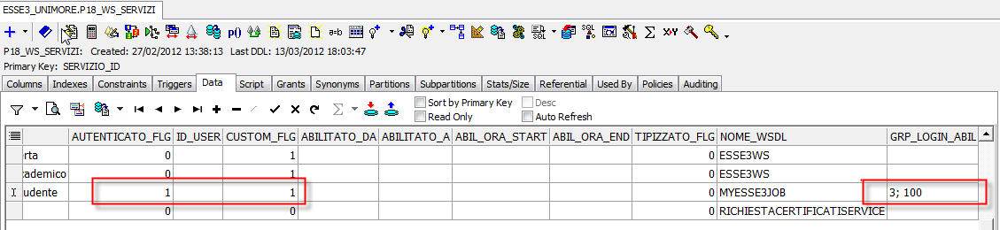 ESSE3_UNIMORE.P18_WS_SERVIZI
P18_WS_SERVIZI: Created: 27/02/2012 13:38:13 Last DDL: 13/03/2012 18:03:47
Primary Key: SERVIZIO_ID
Columns Indexes Constraints Triggers Data Script Grants Synonyms Partitions Subpartitions Stats/Size Referential Used By Policies Auditing
Sort by Primary Key Desc
Read Only Auto Refresh
AUTENTICATO_FLG ID_USER CUSTOM_FLG ABILITATO_DA ABILITATO_A ABIL_ORA_START ABIL_ORA_END TIPIZZATO_FLG NOME_WSDL GRP_LOGIN_ABIL
erta 0 1 0 ESSE3WS
cademico 0 1 0 ESSE3WS
udente 1 1 0 MYESSE3JOB 3; 100
0 0 0 RICHIESTACERTIFICATISERVICE